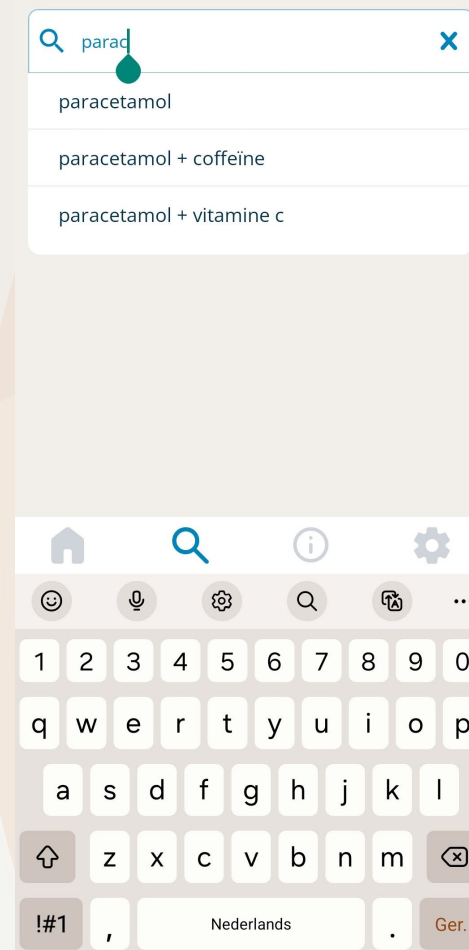 parac
paracetamol
paracetamol + coffeïne
paracetamol + vitamine c
1 2 3 4 5 6 7 8 9 0
q w e r t y u i o p
a s d f g h j k l
z x c v b n m
!#1 , Nederlands . Ger.